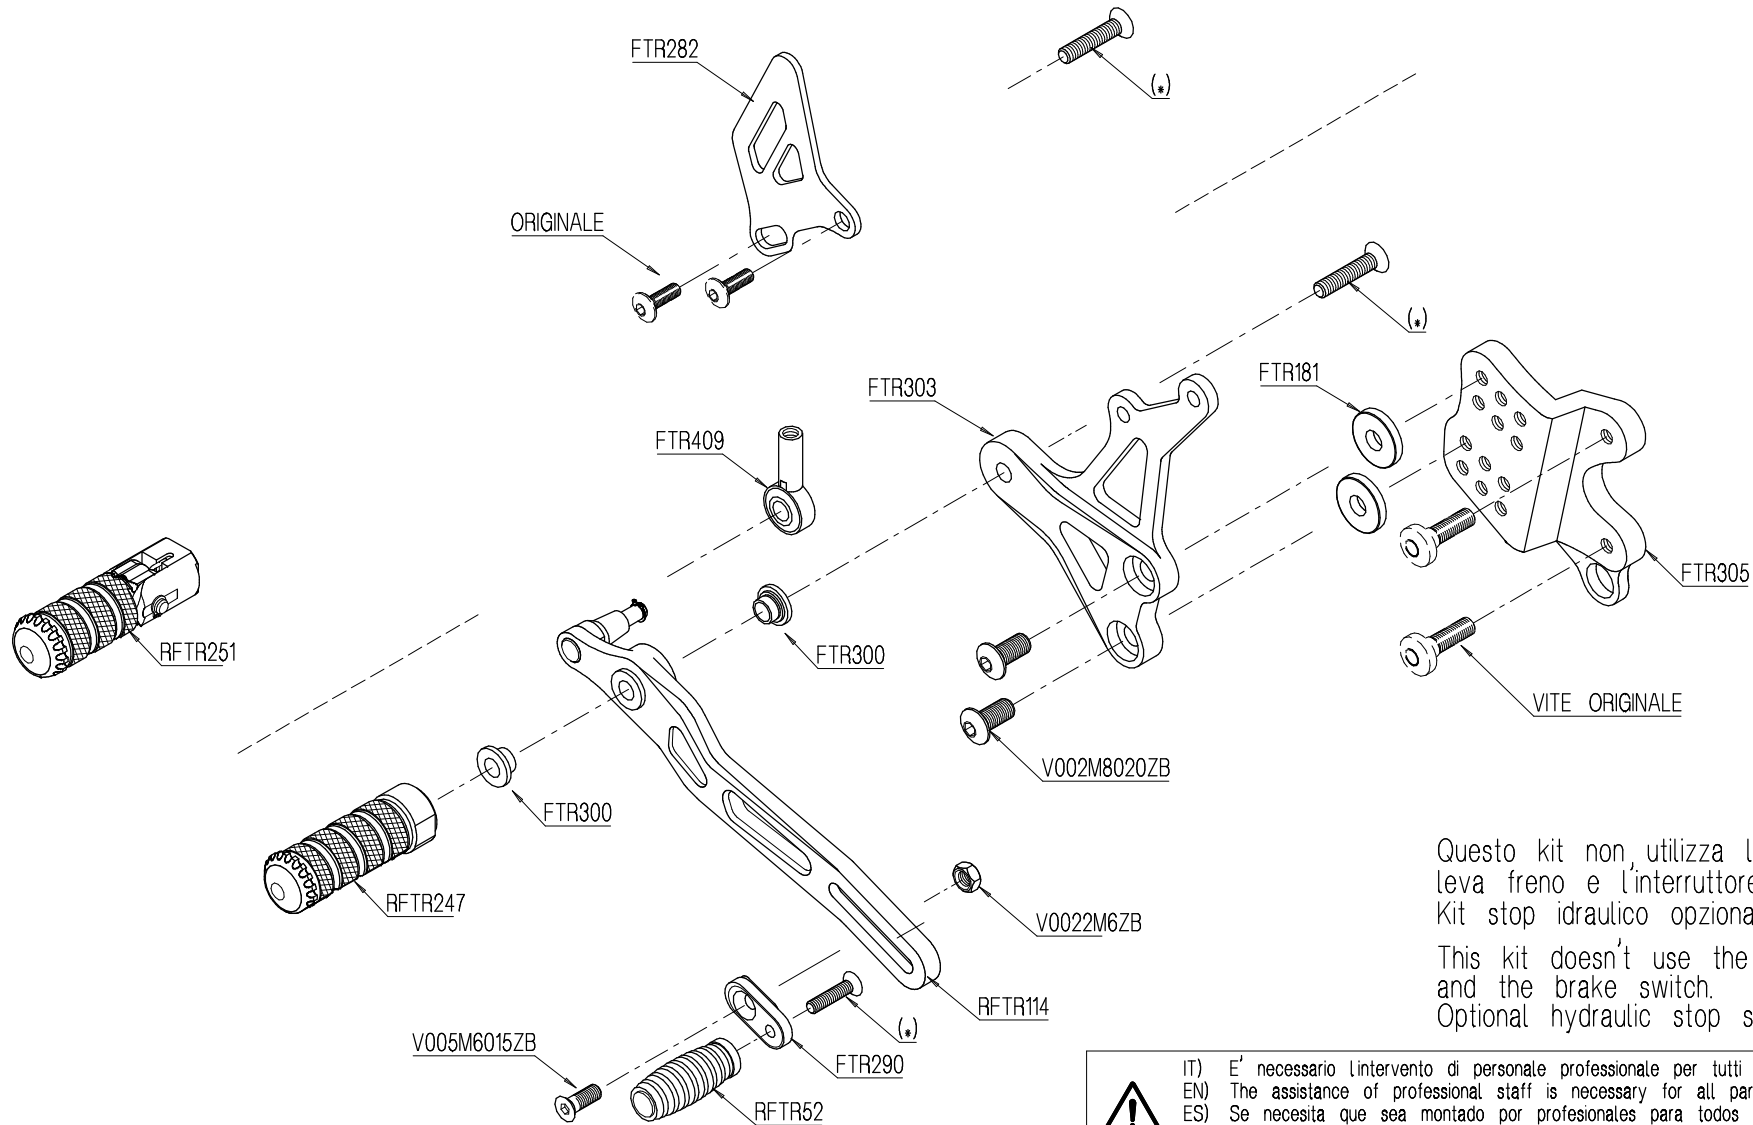 FTR282
(*)
ORIGINALE
(*)
FTR181
FTR303
FTR409
FTR305
RFTR251
FTR300
VITE ORIGINALE
V002M8020ZB
FTR300
RFTR247
V0022M6ZB
RFTR114
(*)
V005M6015ZB
FTR290
RFTR52
Questo kit non utilizza
leva freno e l'interruttore
Kit stop idraulico
This kit doesn't use the
and the brake switch.
Optional hydraulic stop
IT) E' necessario l'intervento di personale professionale per tutti
EN) The assistance of professional staff is necessary for all
ES) Se necesita que sea montado por profesionales para todos